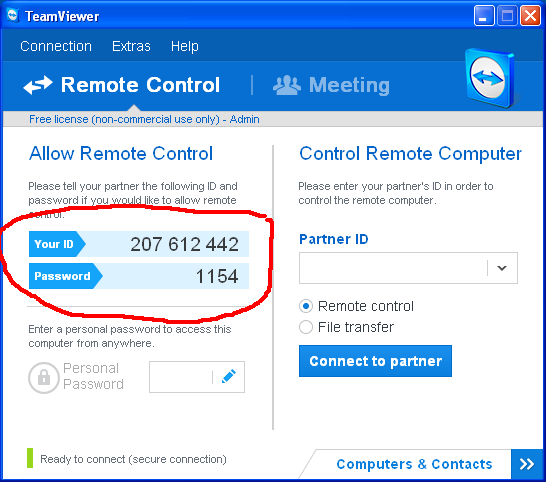 TeamViewer
Connection Extras Help
Remote Control
Meeting
Free license (non-commercial use only) - Admin
Allow Remote Control
Please tell your partner the following ID and
password if you would like to allow remote
control.
Your ID 207 612 442
Password 1154
Enter a personal password to access this
computer from anywhere.
Personal
Password
Control Remote Computer
Please enter your partner's ID in order to
control the remote computer.
Partner ID
Remote control
File transfer
Connect to partner
Ready to connect (secure connection)
Computers & Contacts